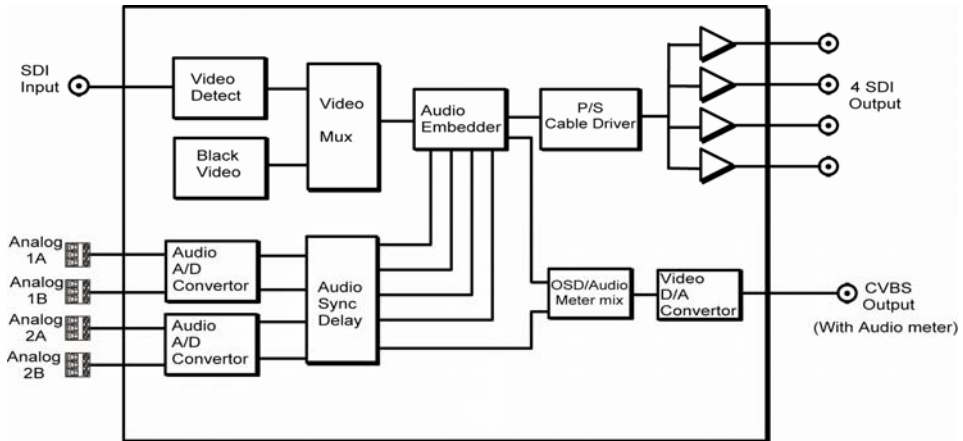 SDI
Input
Video
Detect
Black
Video
Video
Mux
Audio
Embedder
P/S
Cable Driver
4 SDI
Output
Analog
1A
Analog
1B
Analog
2A
Analog
2B
Audio
A/D
Convertor
Audio
A/D
Convertor
Audio
Sync
Delay
OSD/Audio
Meter mix
Video
D/A
Convertor
CVBS
Output
(With Audio meter)